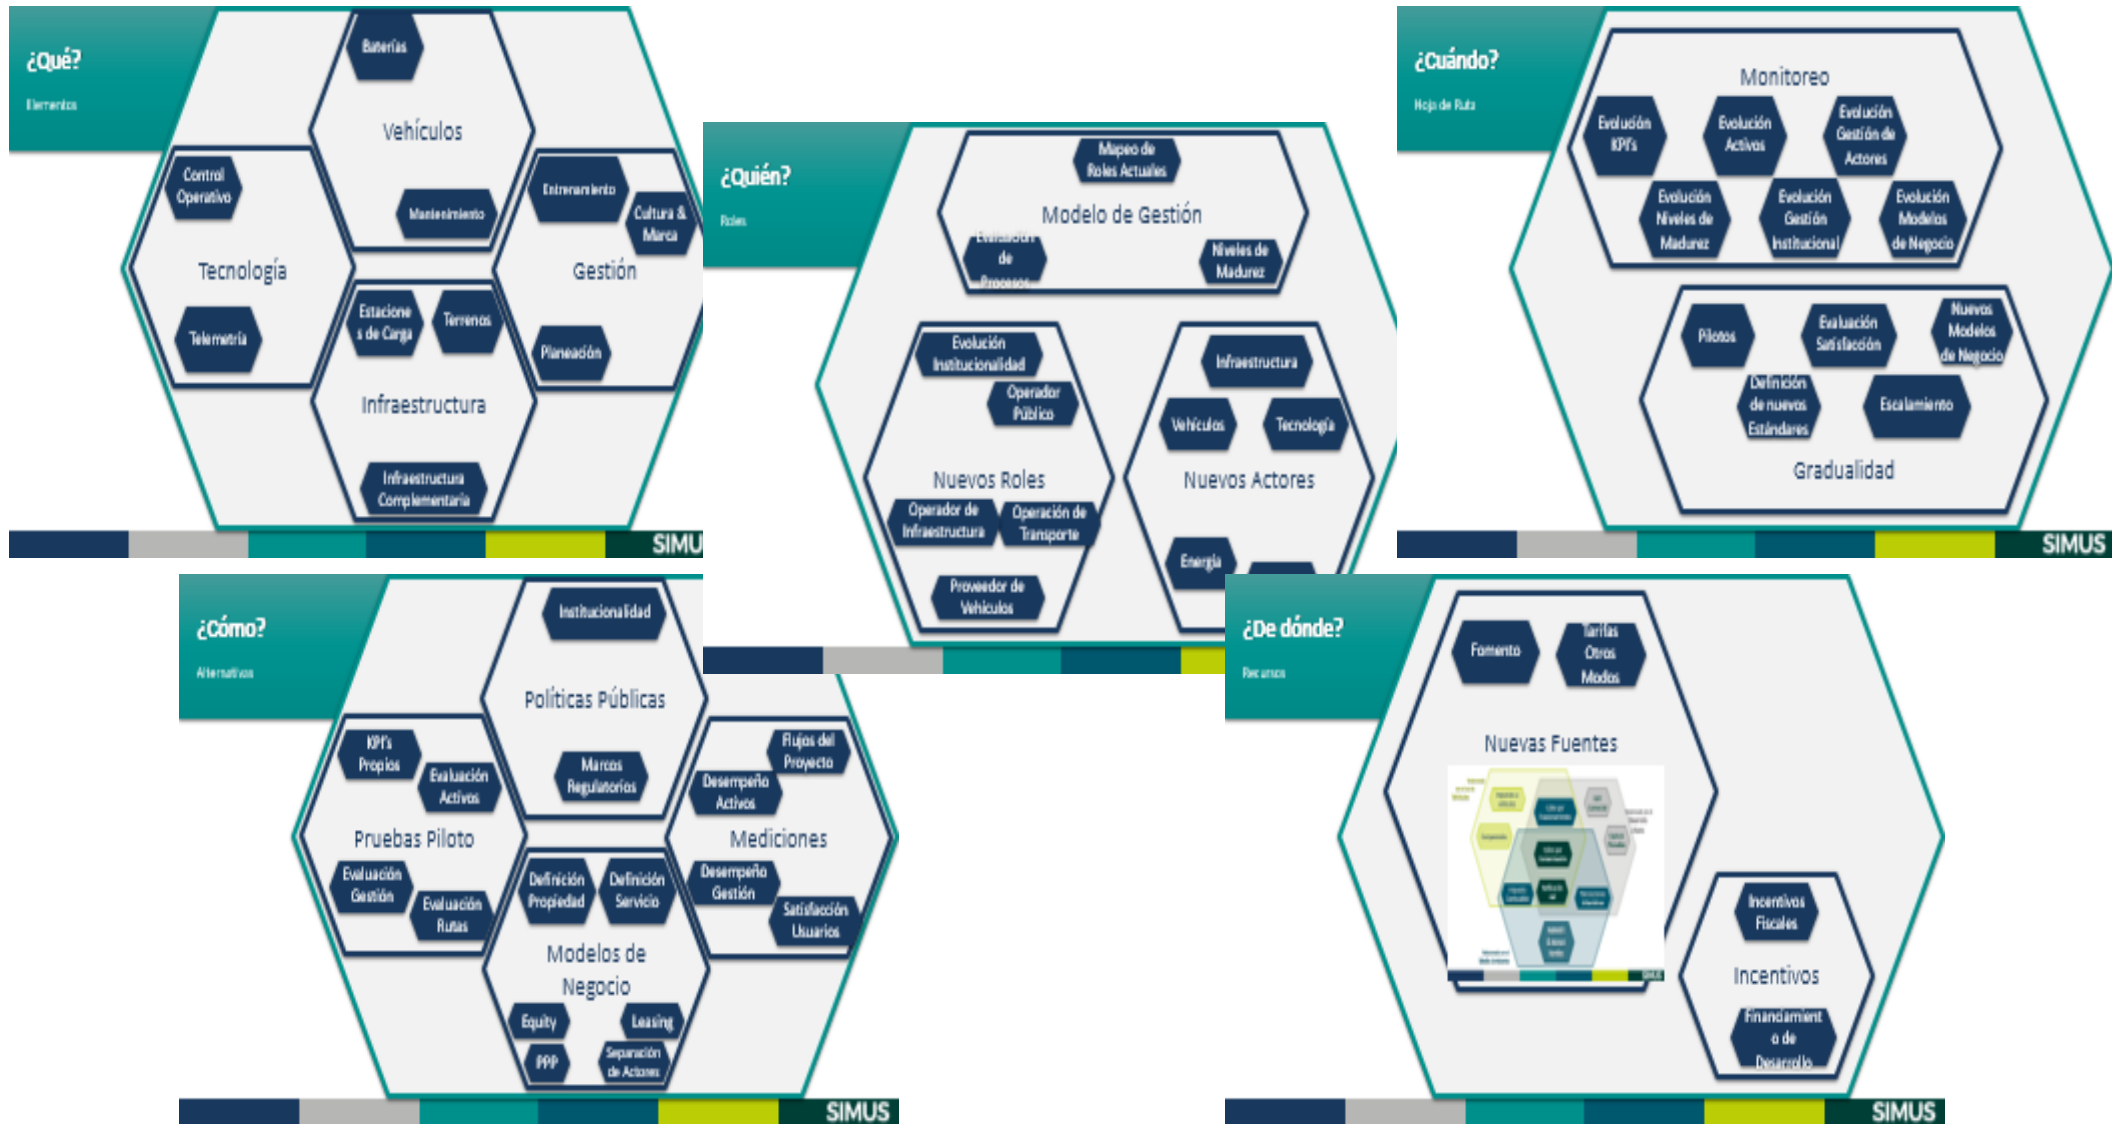 ¿Qué?
Elementos
Baterías
Vehículos
Mantenimiento
Control
Operativo
Tecnología
Telemetría
Entrenamiento
Cultura &
Marca
Gestión
Planeación
Estacione
s de Carga
Terrenos
Infraestructura
Infraestructura
Complementaria
SIMU
¿Quién?
Roles
Mapeo de
Roles Actuales
Modelo de Gestión
Evaluación
de
Procesos
Niveles de
Madurez
Evolución
Institucionalidad
Operador
Público
Nuevos Roles
Operador de
Infraestructura
Operación de
Transporte
Proveedor de
Vehículos
Infraestructura
Vehículos
Tecnología
Nuevos Actores
Energía
¿Cuándo?
Hoja de Ruta
Monitoreo
Evolución
KPI's
Evolución
Activos
Evolución
Gestión de
Actores
Evolución
Niveles de
Madurez
Evolución
Gestión
Institucional
Evolución
Modelos
de Negocio
Pilotos
Evaluación
Satisfacción
Nuevos
Modelos
de Negocio
Definición
de nuevos
Estándares
Escalamiento
Gradualidad
SIMUS
¿Cómo?
Alternativas
Institucionalidad
Políticas Públicas
Marcos
Regulatorios
KPI's
Propios
Evaluación
Activos
Pruebas Piloto
Evaluación
Gestión
Evaluación
Rutas
Flujos del
Proyecto
Desempeño
Activos
Mediciones
Desempeño
Gestión
Satisfacción
Usuarios
Definición
Propiedad
Definición
Servicio
Modelos de
Negocio
Equity
Leasing
PPP
Separación
de Actores
SIMUS
¿De dónde?
Recursos
Fomento
Tarifas
Otros
Modos
Nuevas Fuentes
Incentivos
Fiscales
Incentivos
Financiamient
o de
Desarrollo
SIMUS